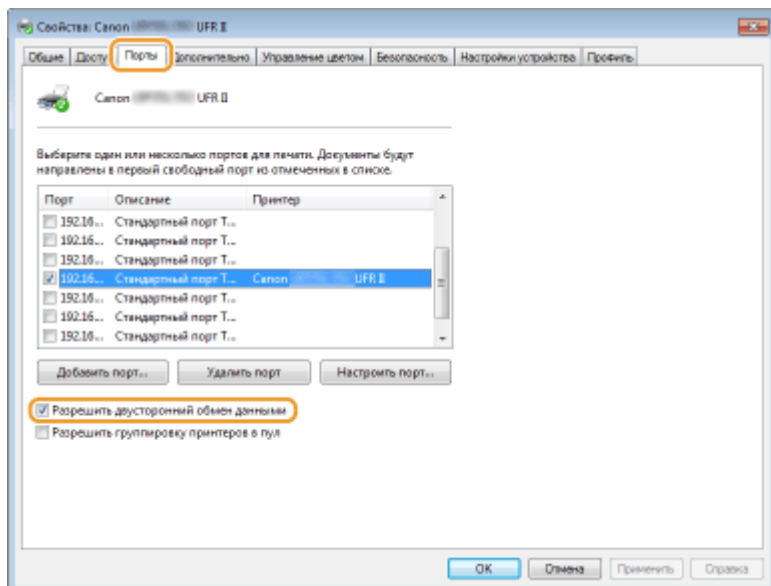 Свойства: Canon UFR II
Общие Досту Порты Дополнительно Управление цветом Безопасность Настройки устройства Профиль
Canon UFR II
Выберите один или несколько портов для печати. Документы будут
направлены в первый свободный порт из отмеченных в списке.
Порт Описание Принтер
192.16... Стандартный порт T...
192.16... Стандартный порт T...
192.16... Стандартный порт T...
192.16... Стандартный порт T... Canon UFR II
192.16... Стандартный порт T...
192.16... Стандартный порт T...
192.16... Стандартный порт T...
Добавить порт... Удалить порт Настроить порт...
Разрешить двусторонний обмен данными
Разрешить группировку принтеров в пул
OK Отмена Применить Справка